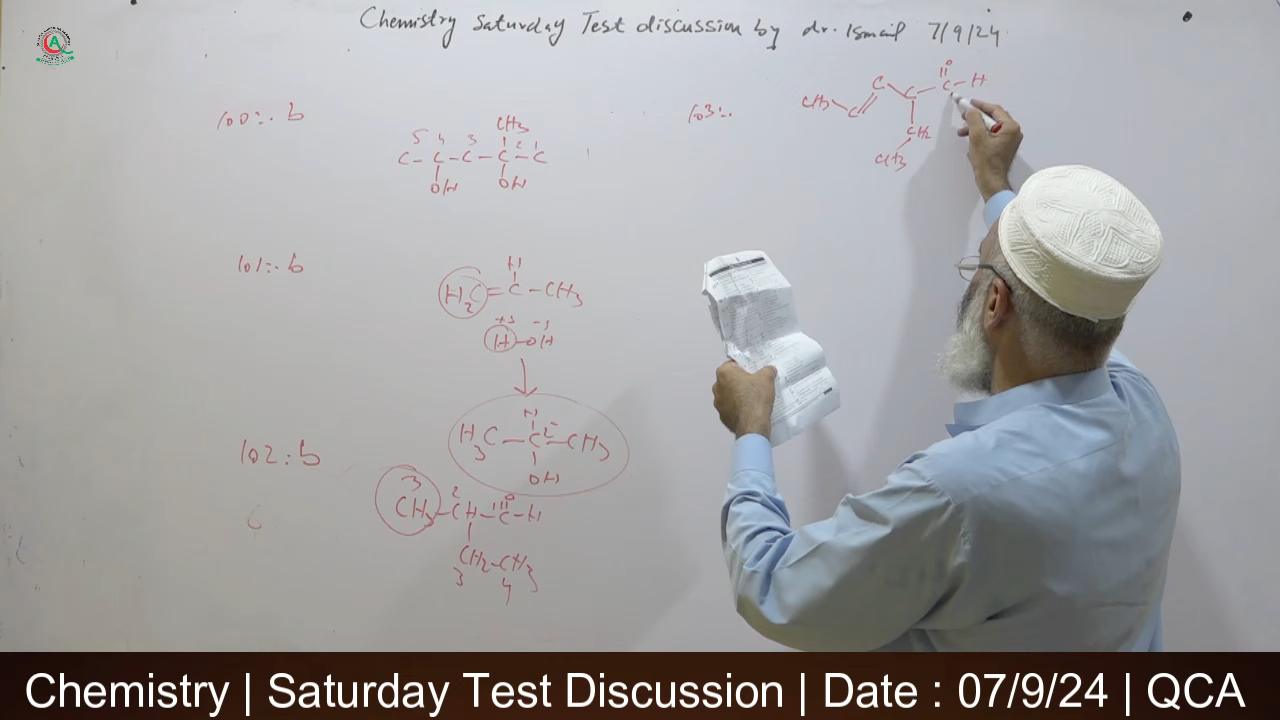 Chemistry Saturday Test discussion by dr. Ismail 7/9/24
100:. b
CH3
5 4 3 2 1
C - C - C - C - C
OH OH
101:. b
H
H2C = C - CH3
+1 -1
H - OH
H
H3C - C - CH3
OH
102: b
3 2 1 O
CH3 - CH - C - H
CH2 - CH3
3 4
103:.
O
C C C H
CH3 C
CH2
CH3
Chemistry | Saturday Test Discussion | Date : 07/9/24 | QCA